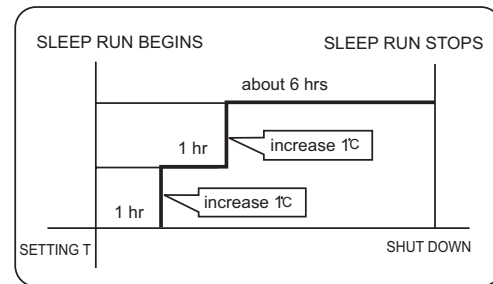 SLEEP RUN BEGINS
SLEEP RUN STOPS
about 6 hrs
1 hr
increase 1℃
1 hr
increase 1℃
SETTING T
SHUT DOWN